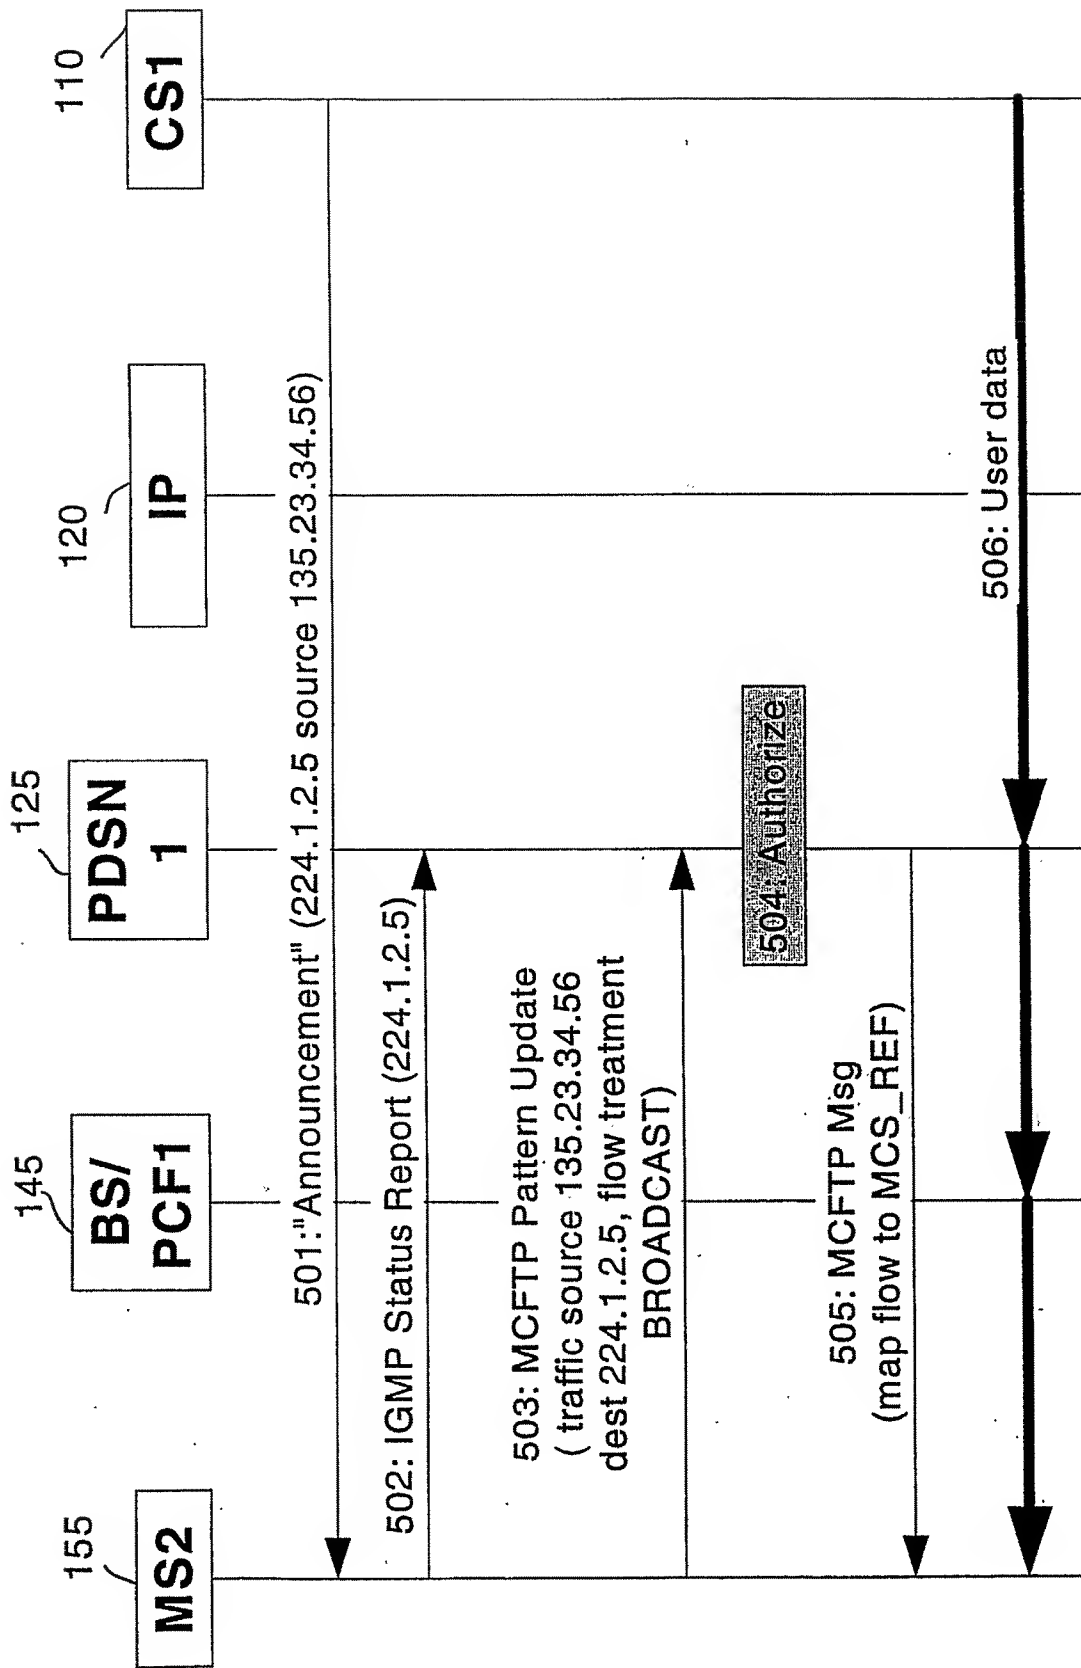 155
MS2
145
BS/
PCF1
125
PDSN
1
120
IP
110
CS1
501:"Announcement" (224.1.2.5 source 135.23.34.56)
502: IGMP Status Report (224.1.2.5)
503: MCFTP Pattern Update
( traffic source 135.23.34.56
dest 224.1.2.5, flow treatment
BROADCAST)
504: Authorize
505: MCFTP Msg
(map flow to MCS_REF)
506: User data